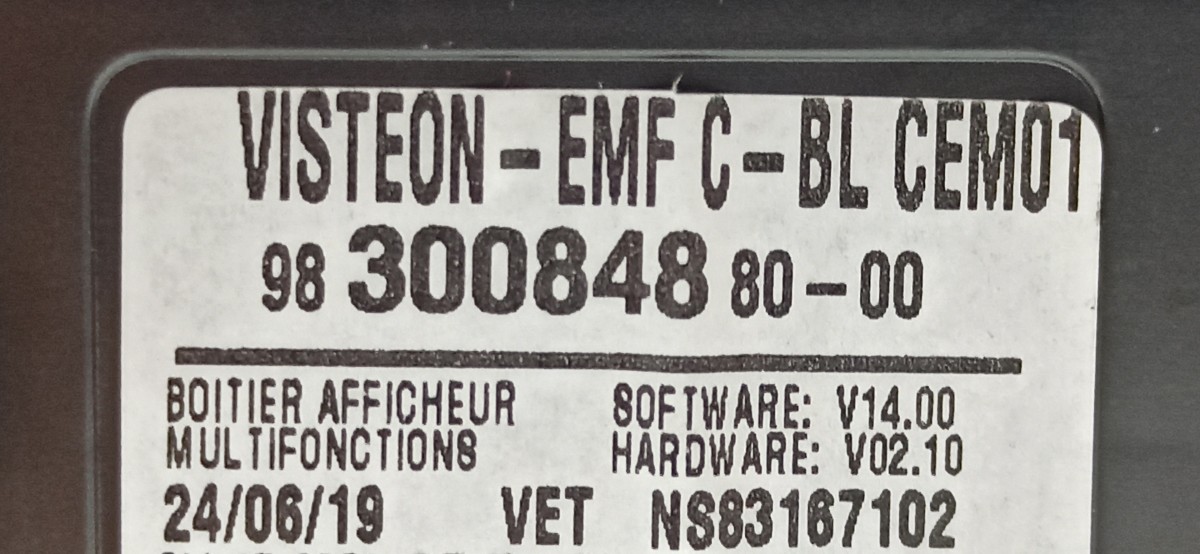 VISTEON-EMF C-BL CEM01
98 300848 80-00
BOITIER AFFICHEUR SOFTWARE: V14.00
MULTIFONCTIONS HARDWARE: V02.10
24/06/19 VET NS83167102